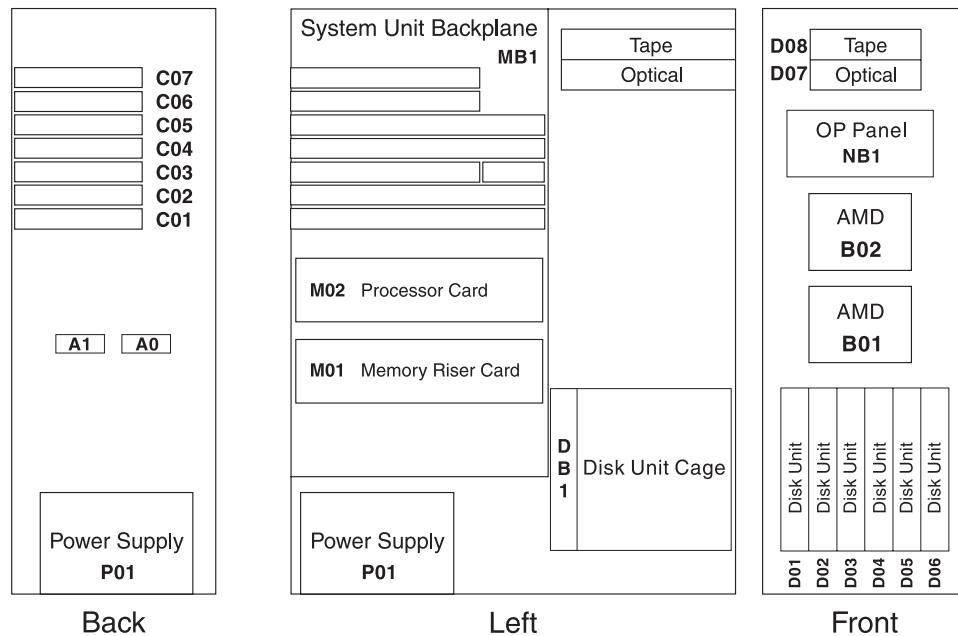 C07
C06
C05
C04
C03
C02
C01
A1 A0
Power Supply
P01
Back
System Unit Backplane
MB1
Tape
Optical
M02 Processor Card
M01 Memory Riser Card
D
B
1
Disk Unit Cage
Power Supply
P01
Left
D08 Tape
D07 Optical
OP Panel
NB1
AMD
B02
AMD
B01
Disk Unit
Disk Unit
Disk Unit
Disk Unit
Disk Unit
Disk Unit
D01
D02
D03
D04
D05
D06
Front